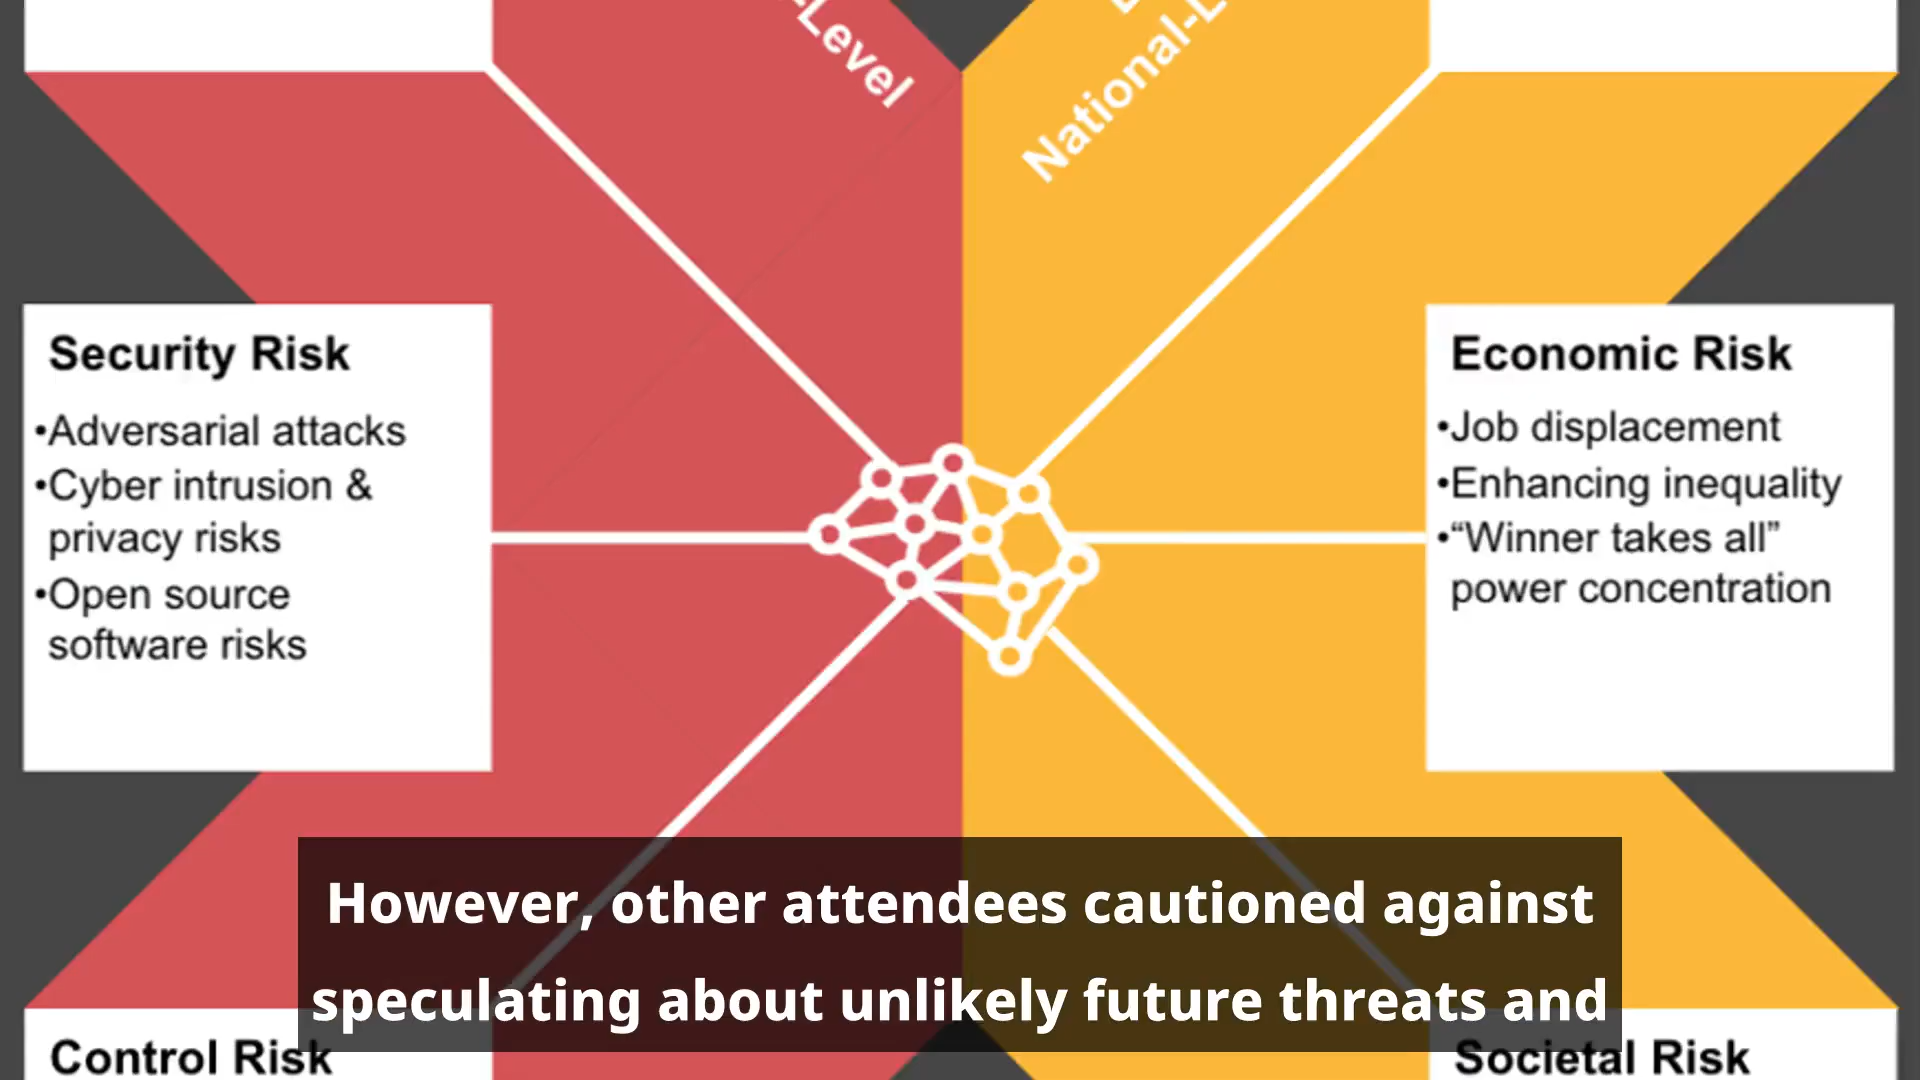 -Level
National-L
Security Risk
•Adversarial attacks
•Cyber intrusion &
privacy risks
•Open source
software risks
Economic Risk
•Job displacement
•Enhancing inequality
•“Winner takes all”
power concentration
However, other attendees cautioned against
speculating about unlikely future threats and
Control Risk
Societal Risk